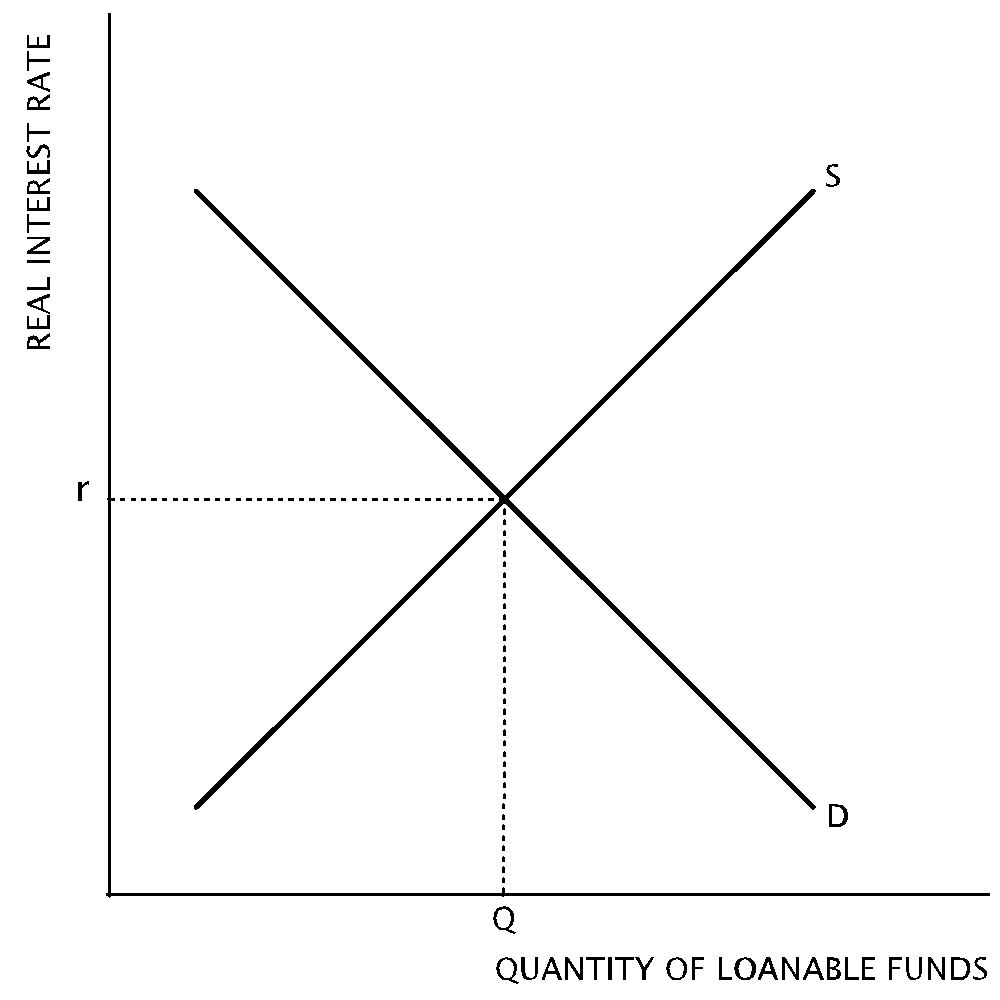 REAL INTEREST RATE
S
r
D
Q
QUANTITY OF LOANABLE FUNDS